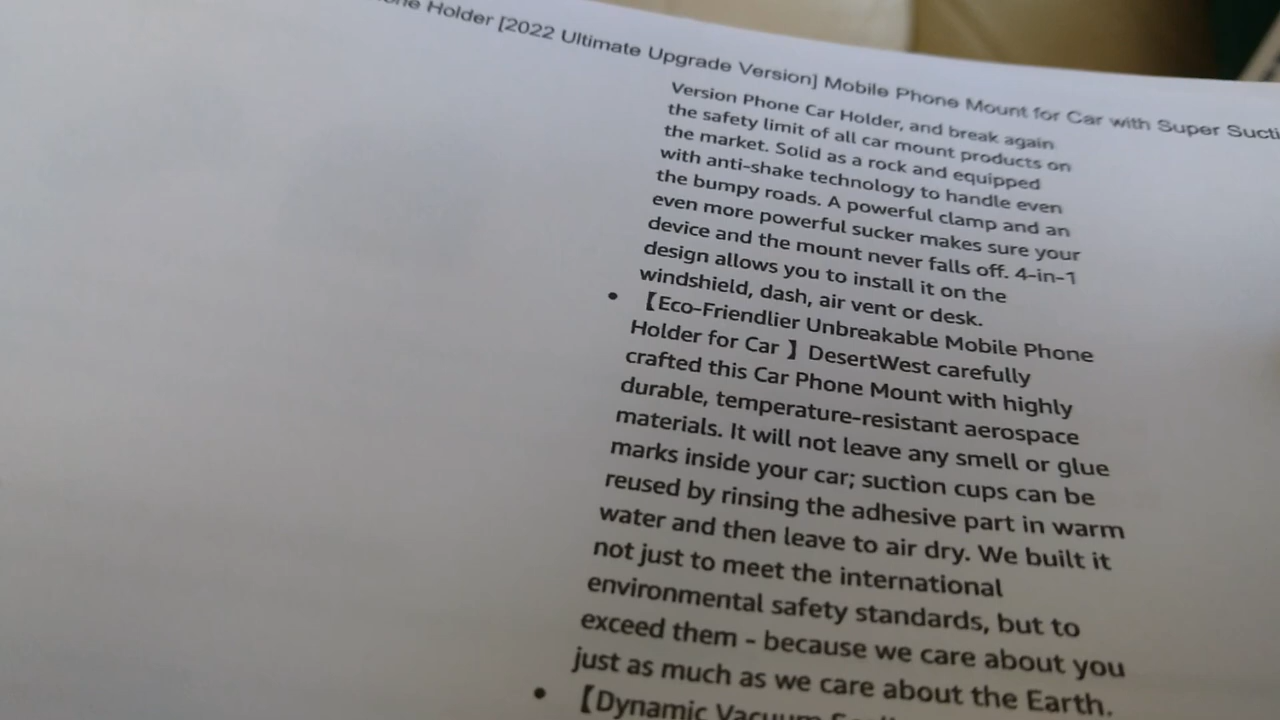 Holder [2022 Ultimate Upgrade Version] Mobile Phone Mount for Car with Super
Version Phone Car Holder, and break again
the safety limit of all car mount products on
the market. Solid as a rock and equipped
with anti-shake technology to handle even
the bumpy roads. A powerful clamp and an
even more powerful sucker makes sure your
device and the mount never falls off. 4-in-1
design allows you to install it on the
windshield, dash, air vent or desk.
• 【Eco-Friendlier Unbreakable Mobile Phone
Holder for Car 】DesertWest carefully
crafted this Car Phone Mount with highly
durable, temperature-resistant aerospace
materials. It will not leave any smell or glue
marks inside your car; suction cups can be
reused by rinsing the adhesive part in warm
water and then leave to air dry. We built it
not just to meet the international
environmental safety standards, but to
exceed them - because we care about you
just as much as we care about the Earth.
• 【Dynamic Vacuum